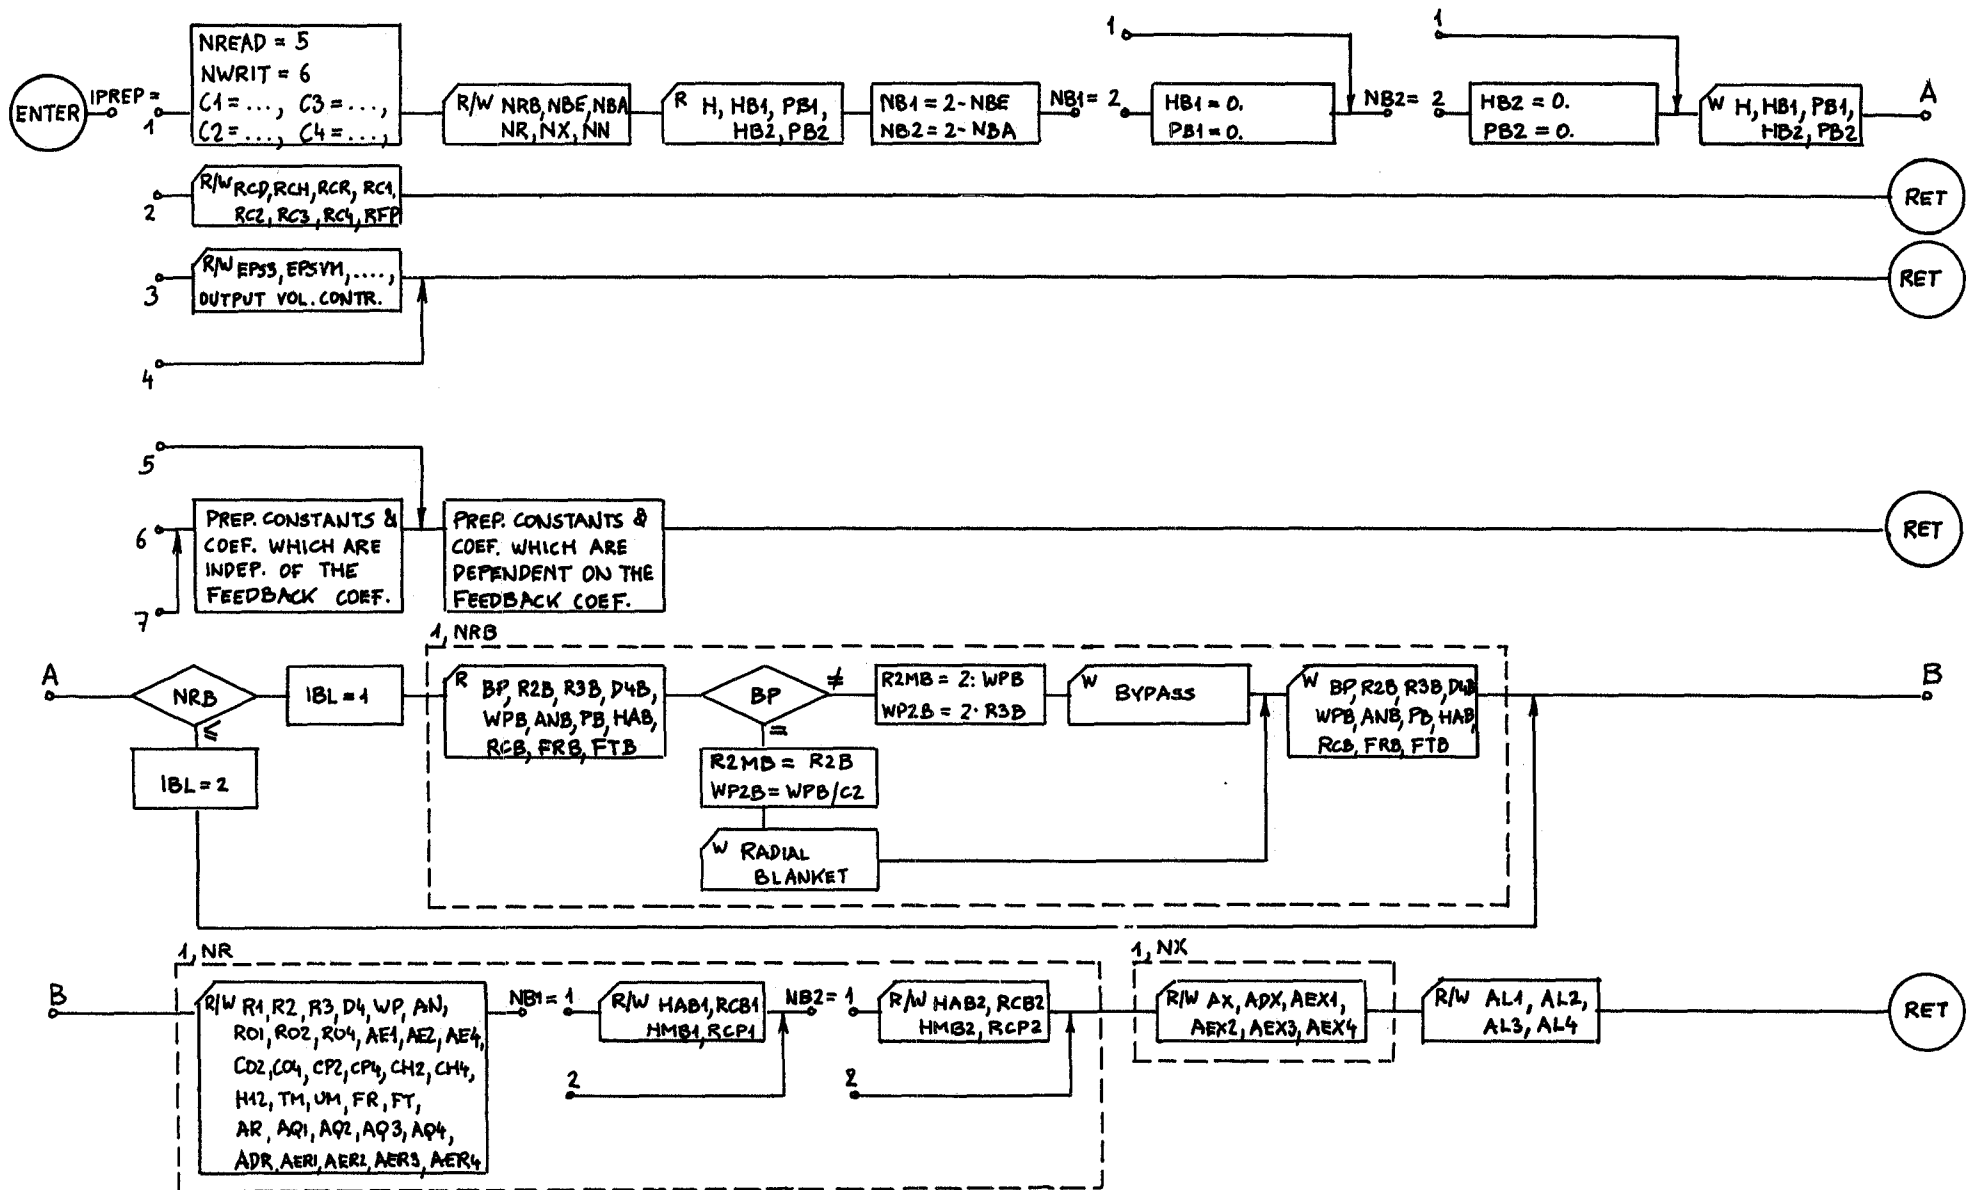 ENTER
IPREP =
1
NREAD = 5
NWRIT = 6
C1 = ..., C3 = ...,
C2 = ..., C4 = ...,
R/W NRB, NBE, NBA
NR, NX, NN
R H, HB1, PB1,
HB2, PB2
NB1 = 2-NBE
NB2 = 2-NBA
NB1= 2
1
HB1 = 0.
PB1 = 0.
NB2= 2
1
HB2 = 0.
PB2 = 0.
W H, HB1, PB1,
HB2, PB2
A
2
R/W RCD, RCH, RCR, RC1,
RC2, RC3, RC4, RFP
RET
3
R/W EPS3, EPSVM, ....,
OUTPUT VOL. CONTR.
RET
4
5
6
7
PREP. CONSTANTS &
COEF. WHICH ARE
INDEP. OF THE
FEEDBACK COEF.
PREP. CONSTANTS &
COEF. WHICH ARE
DEPENDENT ON THE
FEEDBACK COEF.
RET
1, NRB
A
NRB
≤
IBL = 1
IBL = 2
R BP, R2B, R3B, D4B,
WPB, ANB, PB, HAB,
RCB, FRB, FTB
BP
≠
=
R2MB = 2· WPB
WP2B = 2· R3B
W BYPASS
R2MB = R2B
WP2B = WPB/C2
W RADIAL
BLANKET
W BP, R2B, R3B, D4B
WPB, ANB, PB, HAB,
RCB, FRB, FTB
B
1, NR
B
R/W R1, R2, R3, D4, WP, AN,
RO1, RO2, RO4, AE1, AE2, AE4,
CO2, CO4, CP2, CP4, CH2, CH4,
H12, TM, UM, FR, FT,
AR, AQ1, AQ2, AQ3, AQ4,
ADR, AER1, AER2, AER3, AER4
NB1= 1
2
R/W HAB1, RCB1
HMB1, RCP1
NB2= 1
2
R/W HAB2, RCB2
HMB2, RCP2
1, NX
R/W AX, ADX, AEX1,
AEX2, AEX3, AEX4
R/W AL1, AL2,
AL3, AL4
RET